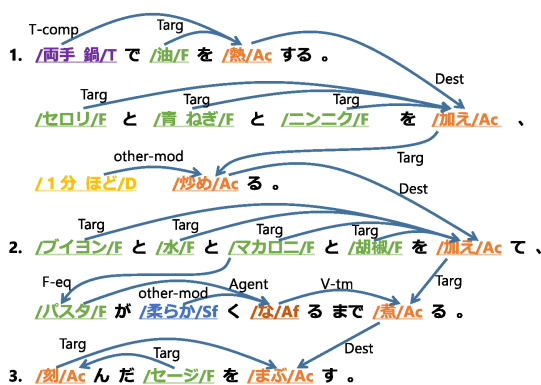 T-comp Targ
1. /両手 鍋/T で /油/F を /熱/Ac する 。
Targ Targ Targ Dest
/セロリ/F と /青 ねぎ/F と /ニンニク/F を /加え/Ac 、
other-mod Targ
/１分 ほど/D /炒め/Ac る 。
Targ Targ Targ Targ Dest
2. /ブイヨン/F と /水/F と /マカロニ/F と /胡椒/F を /加え/Ac て 、
F-eq other-mod Agent V-tm Targ
/パスタ/F が /柔らか/Sf く /な/Af る まで /煮/Ac る 。
Targ Targ Dest
3. /刻/Ac ん だ /セージ/F を /まぶ/Ac す 。